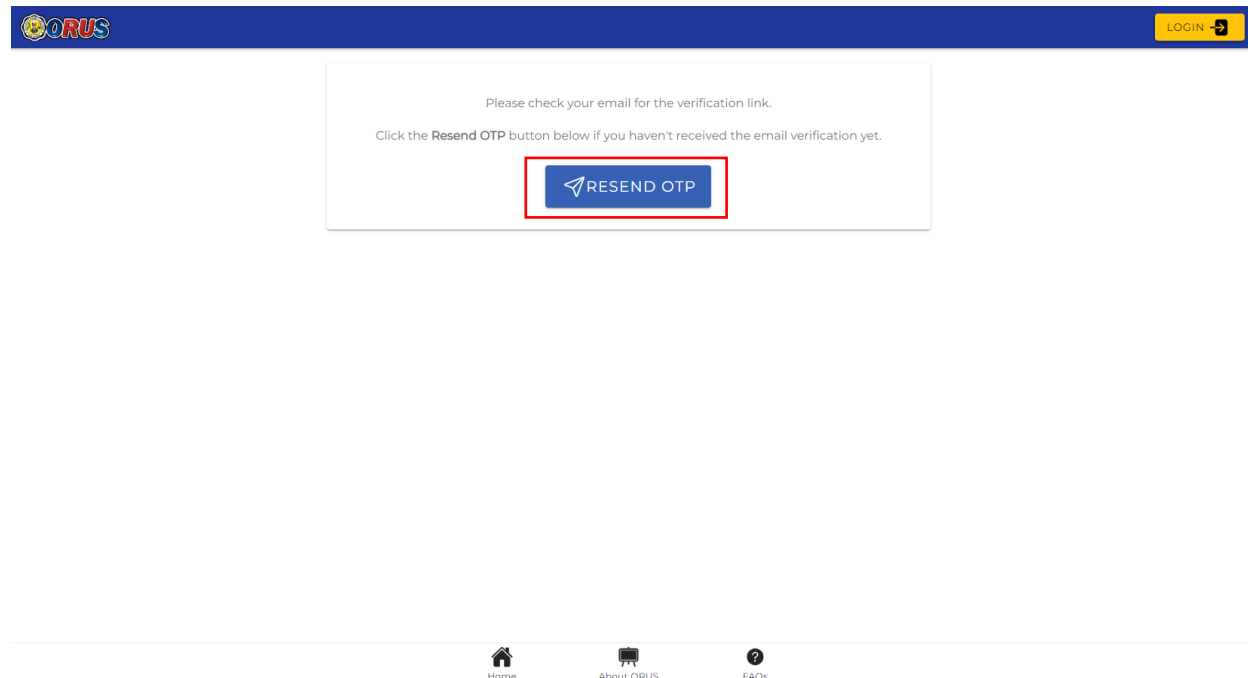 ORUS
LOGIN
Please check your email for the verification link.
Click the Resend OTP button below if you haven't received the email verification yet.
RESEND OTP
Home
About ORUS
FAQs